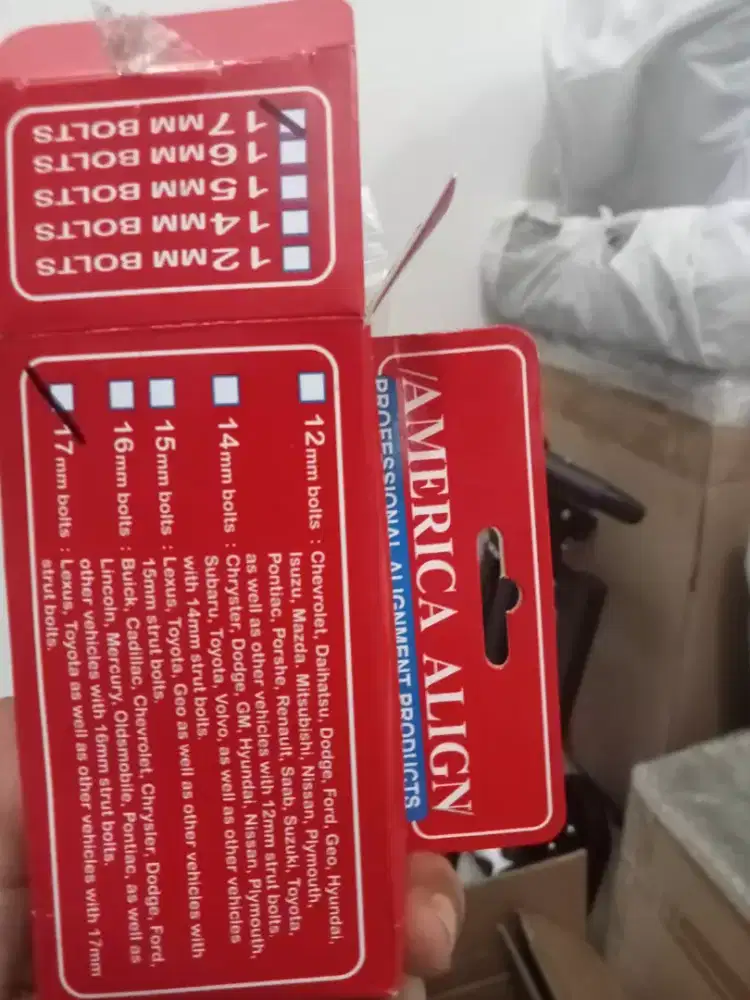 AMERICA ALIGN
PROFESSIONAL ALIGNMENT PRODUCTS
12MM BOLTS
14MM BOLTS
15MM BOLTS
16MM BOLTS
17MM BOLTS
12mm bolts : Chevrolet, Daihatsu, Dodge, Ford, Geo, Hyundai,
Isuzu, Mazda, Mitsubishi, Nissan, Plymouth,
Pontiac, Porshe, Renault, Saab, Suzuki, Toyota,
as well as other vehicles with 12mm strut bolts.
14mm bolts : Chryster, Dodge, GM, Hyundai, Nissan, Plymouth,
Subaru, Toyota, Volvo, as well as other vehicles
with 14mm strut bolts.
15mm bolts : Lexus, Toyota, Geo as well as other vehicles with
15mm strut bolts.
16mm bolts : Buick, Cadillac, Chevrolet, Chrysler, Dodge, Ford,
Lincoln, Mercury, Oldsmobile, Pontiac, as well as
other vehicles with 16mm strut bolts.
17mm bolts : Lexus, Toyota as well as other vehicles with 17mm
strut bolts.